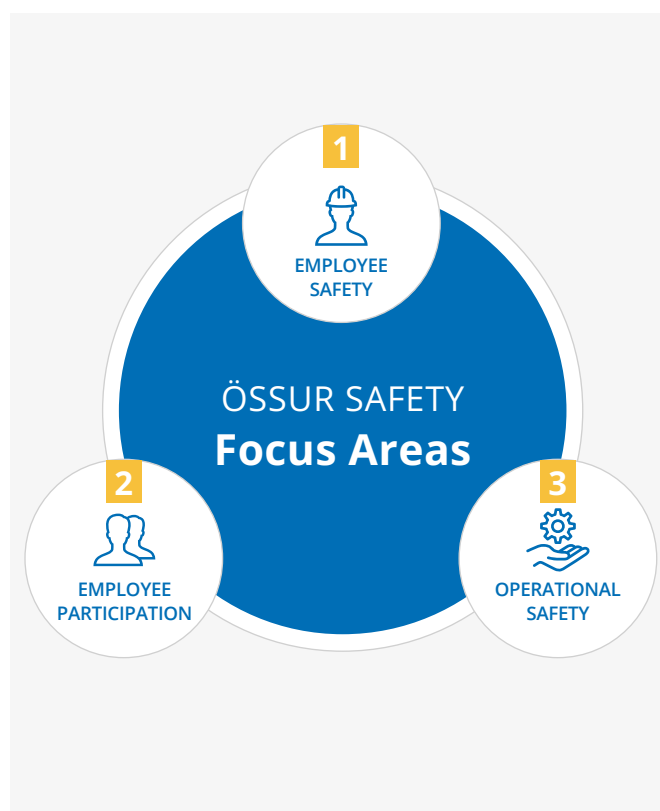 1
EMPLOYEE
SAFETY
ÖSSUR SAFETY
Focus Areas
2
EMPLOYEE
PARTICIPATION
3
OPERATIONAL
SAFETY